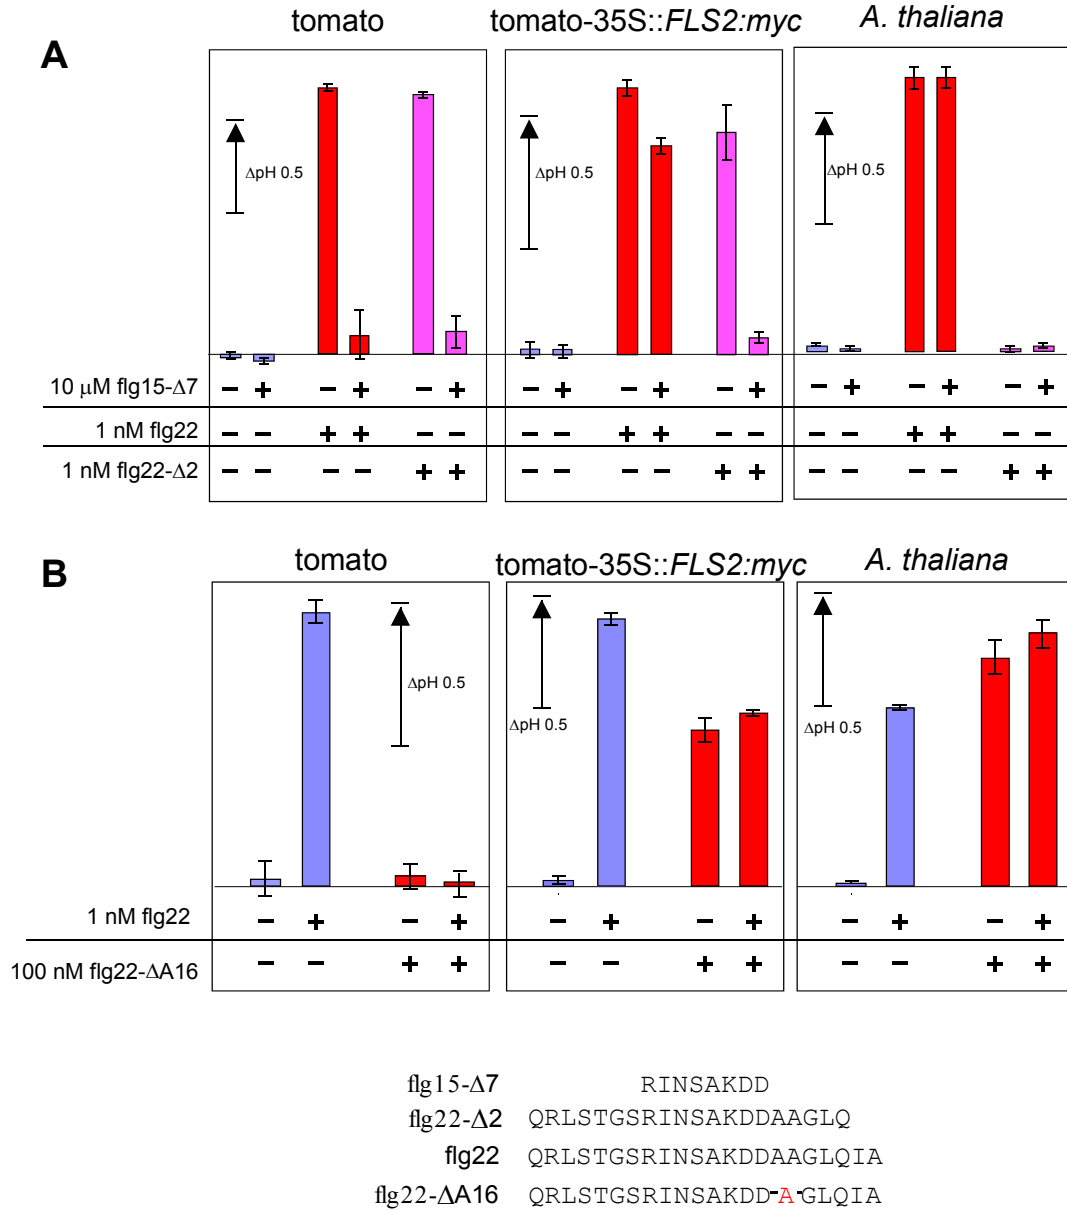 tomato tomato-35S::FLS2:myc A. thaliana
A
ΔpH 0.5 ΔpH 0.5 ΔpH 0.5
10 μM flg15-Δ7 − + − + − + − + − + − + − + − + − +
1 nM flg22 − − + + − − − − + + − − − − + + − −
1 nM flg22-Δ2 − − − − + + − − − − + + − − − − + +
B
tomato tomato-35S::FLS2:myc A. thaliana
ΔpH 0.5 ΔpH 0.5 ΔpH 0.5
1 nM flg22 − + − + − + − + − + − +
100 nM flg22-ΔA16 − − + + − − + + − − + +
flg15-Δ7 RINSAKDD
flg22-Δ2 QRLSTGSRINSAKDDAAGLQ
flg22 QRLSTGSRINSAKDDAAGLQIA
flg22-ΔA16 QRLSTGSRINSAKDD-A-GLQIA